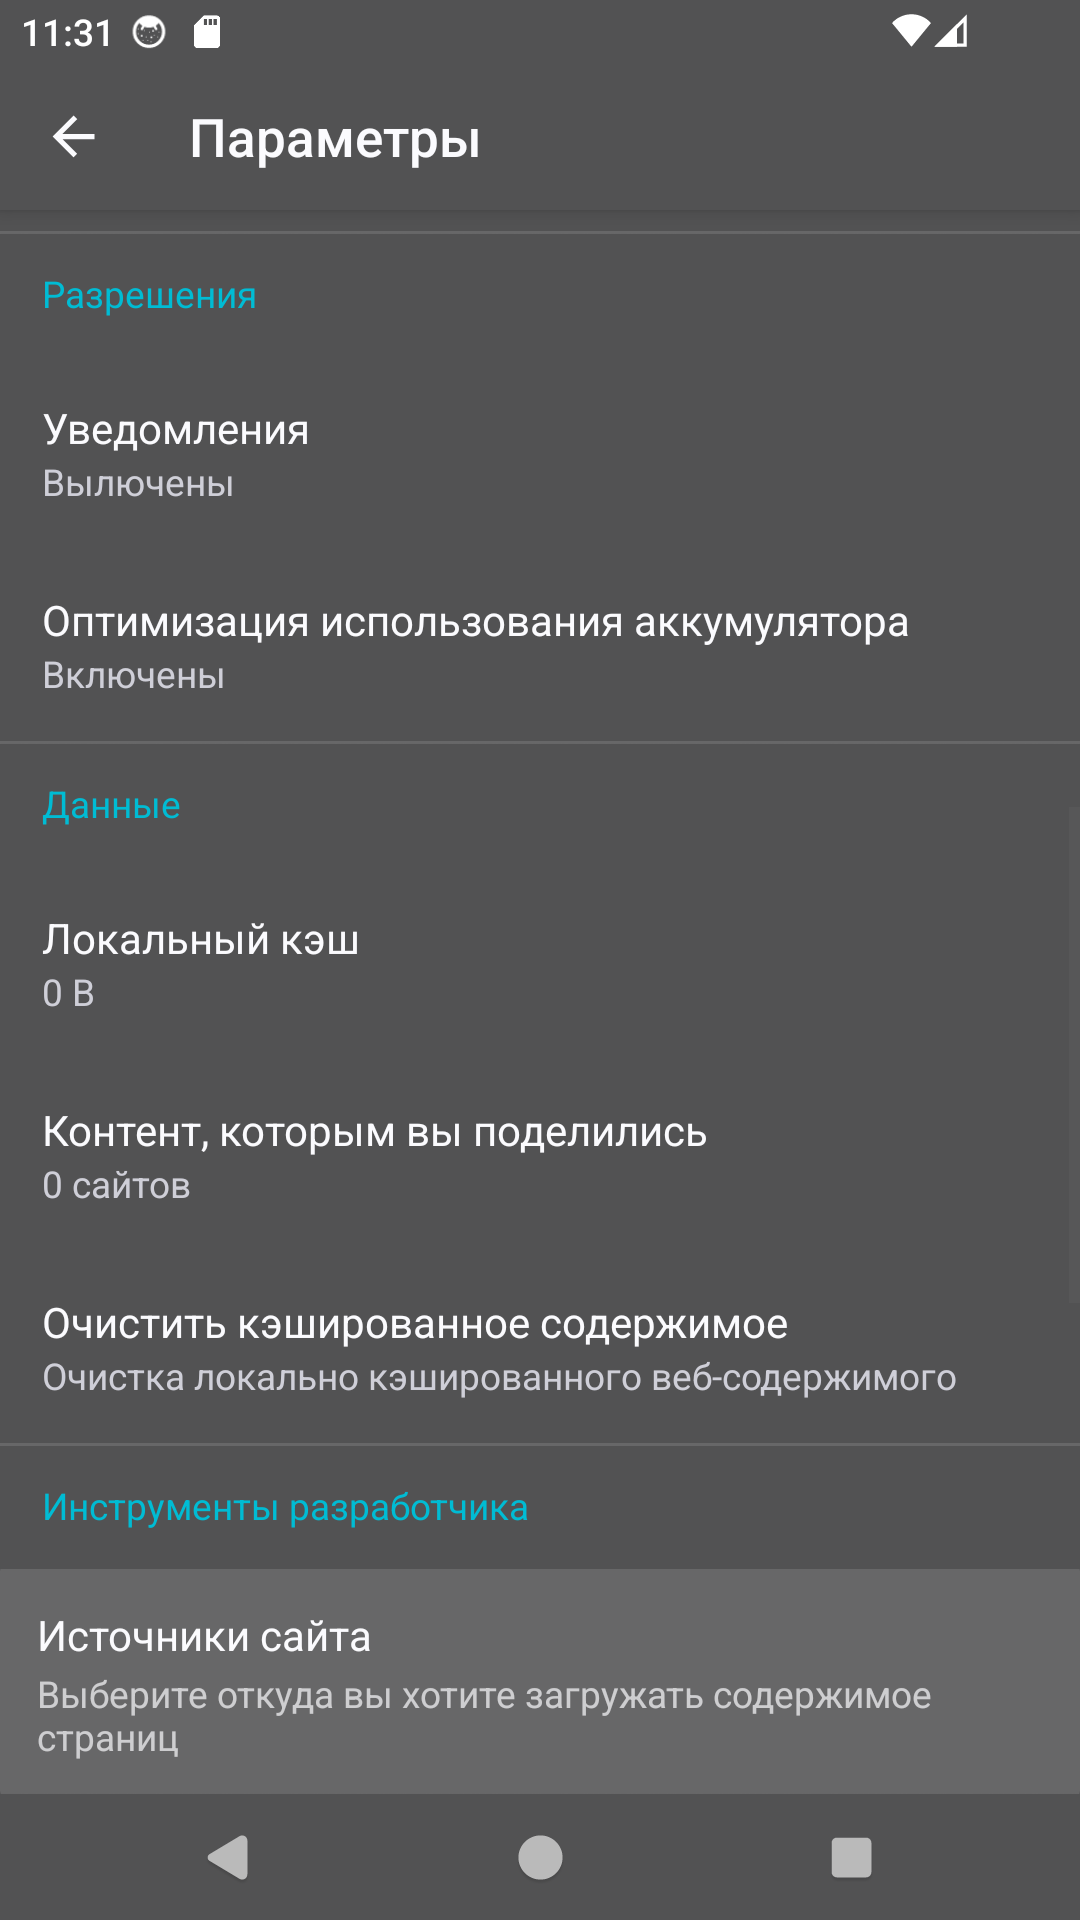 11:31
Параметры
Разрешения
Уведомления
Вылючены
Оптимизация использования аккумулятора
Включены
Данные
Локальный кэш
0 B
Контент, которым вы поделились
0 сайтов
Очистить кэшированное содержимое
Очистка локально кэшированного веб-содержимого
Инструменты разработчика
Источники сайта
Выберите откуда вы хотите загружать содержимое
страниц